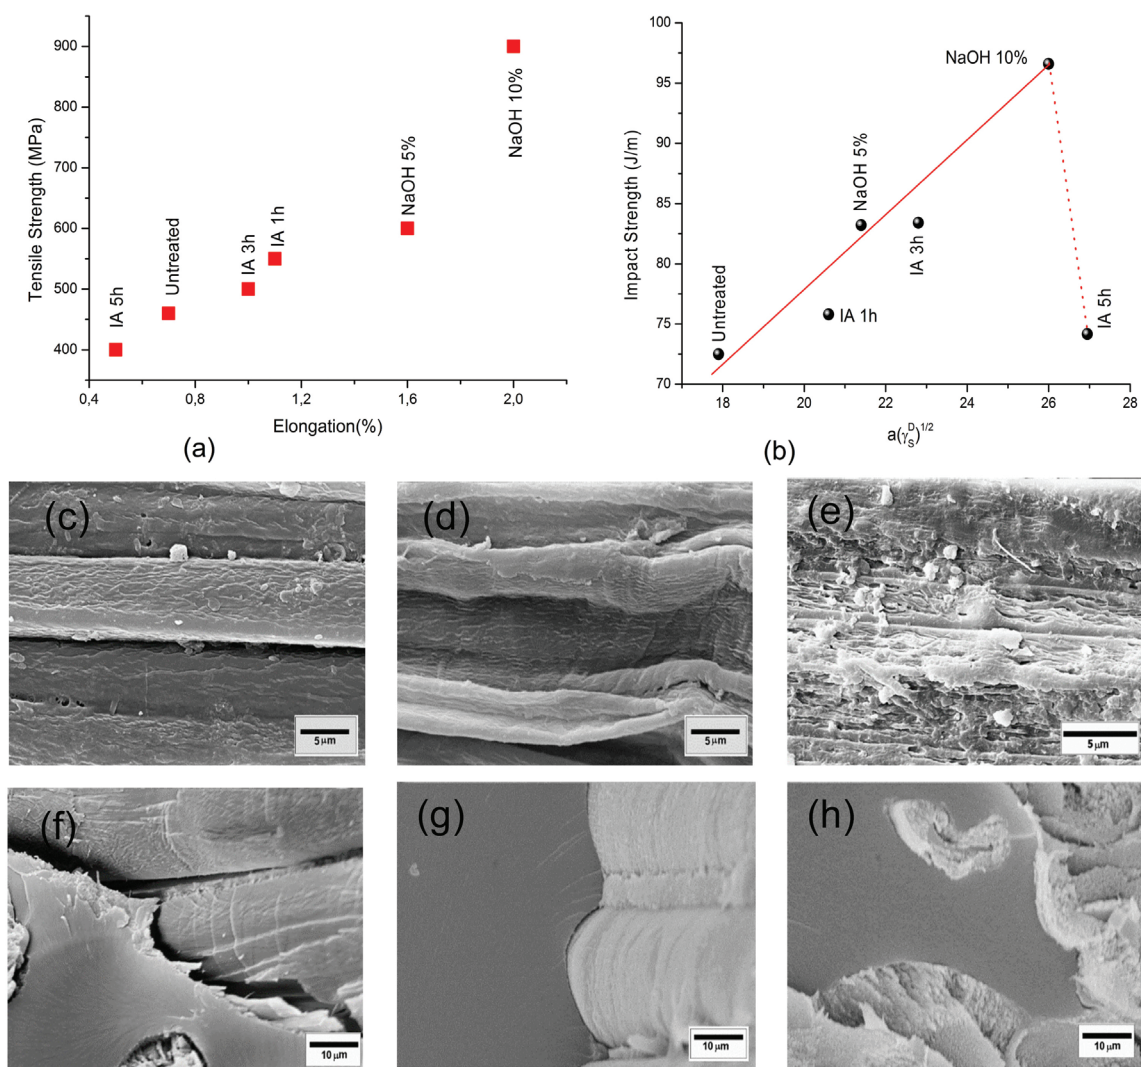 900
800
700
600
500
400
Tensile Strength (MPa)
IA 5h
Untreated
IA 3h
IA 1h
NaOH 5%
NaOH 10%
0,4
0,8
1,2
1,6
2,0
Elongation(%)
(a)
100
95
90
85
80
75
70
Impact Strength (J/m)
Untreated
IA 1h
NaOH 5%
IA 3h
NaOH 10%
IA 5h
18
20
22
24
26
28
a(γ_S^D)^1/2
(b)
(c)
5 µm
(d)
5 µm
(e)
5 µm
(f)
10 µm
(g)
10 µm
(h)
10 µm